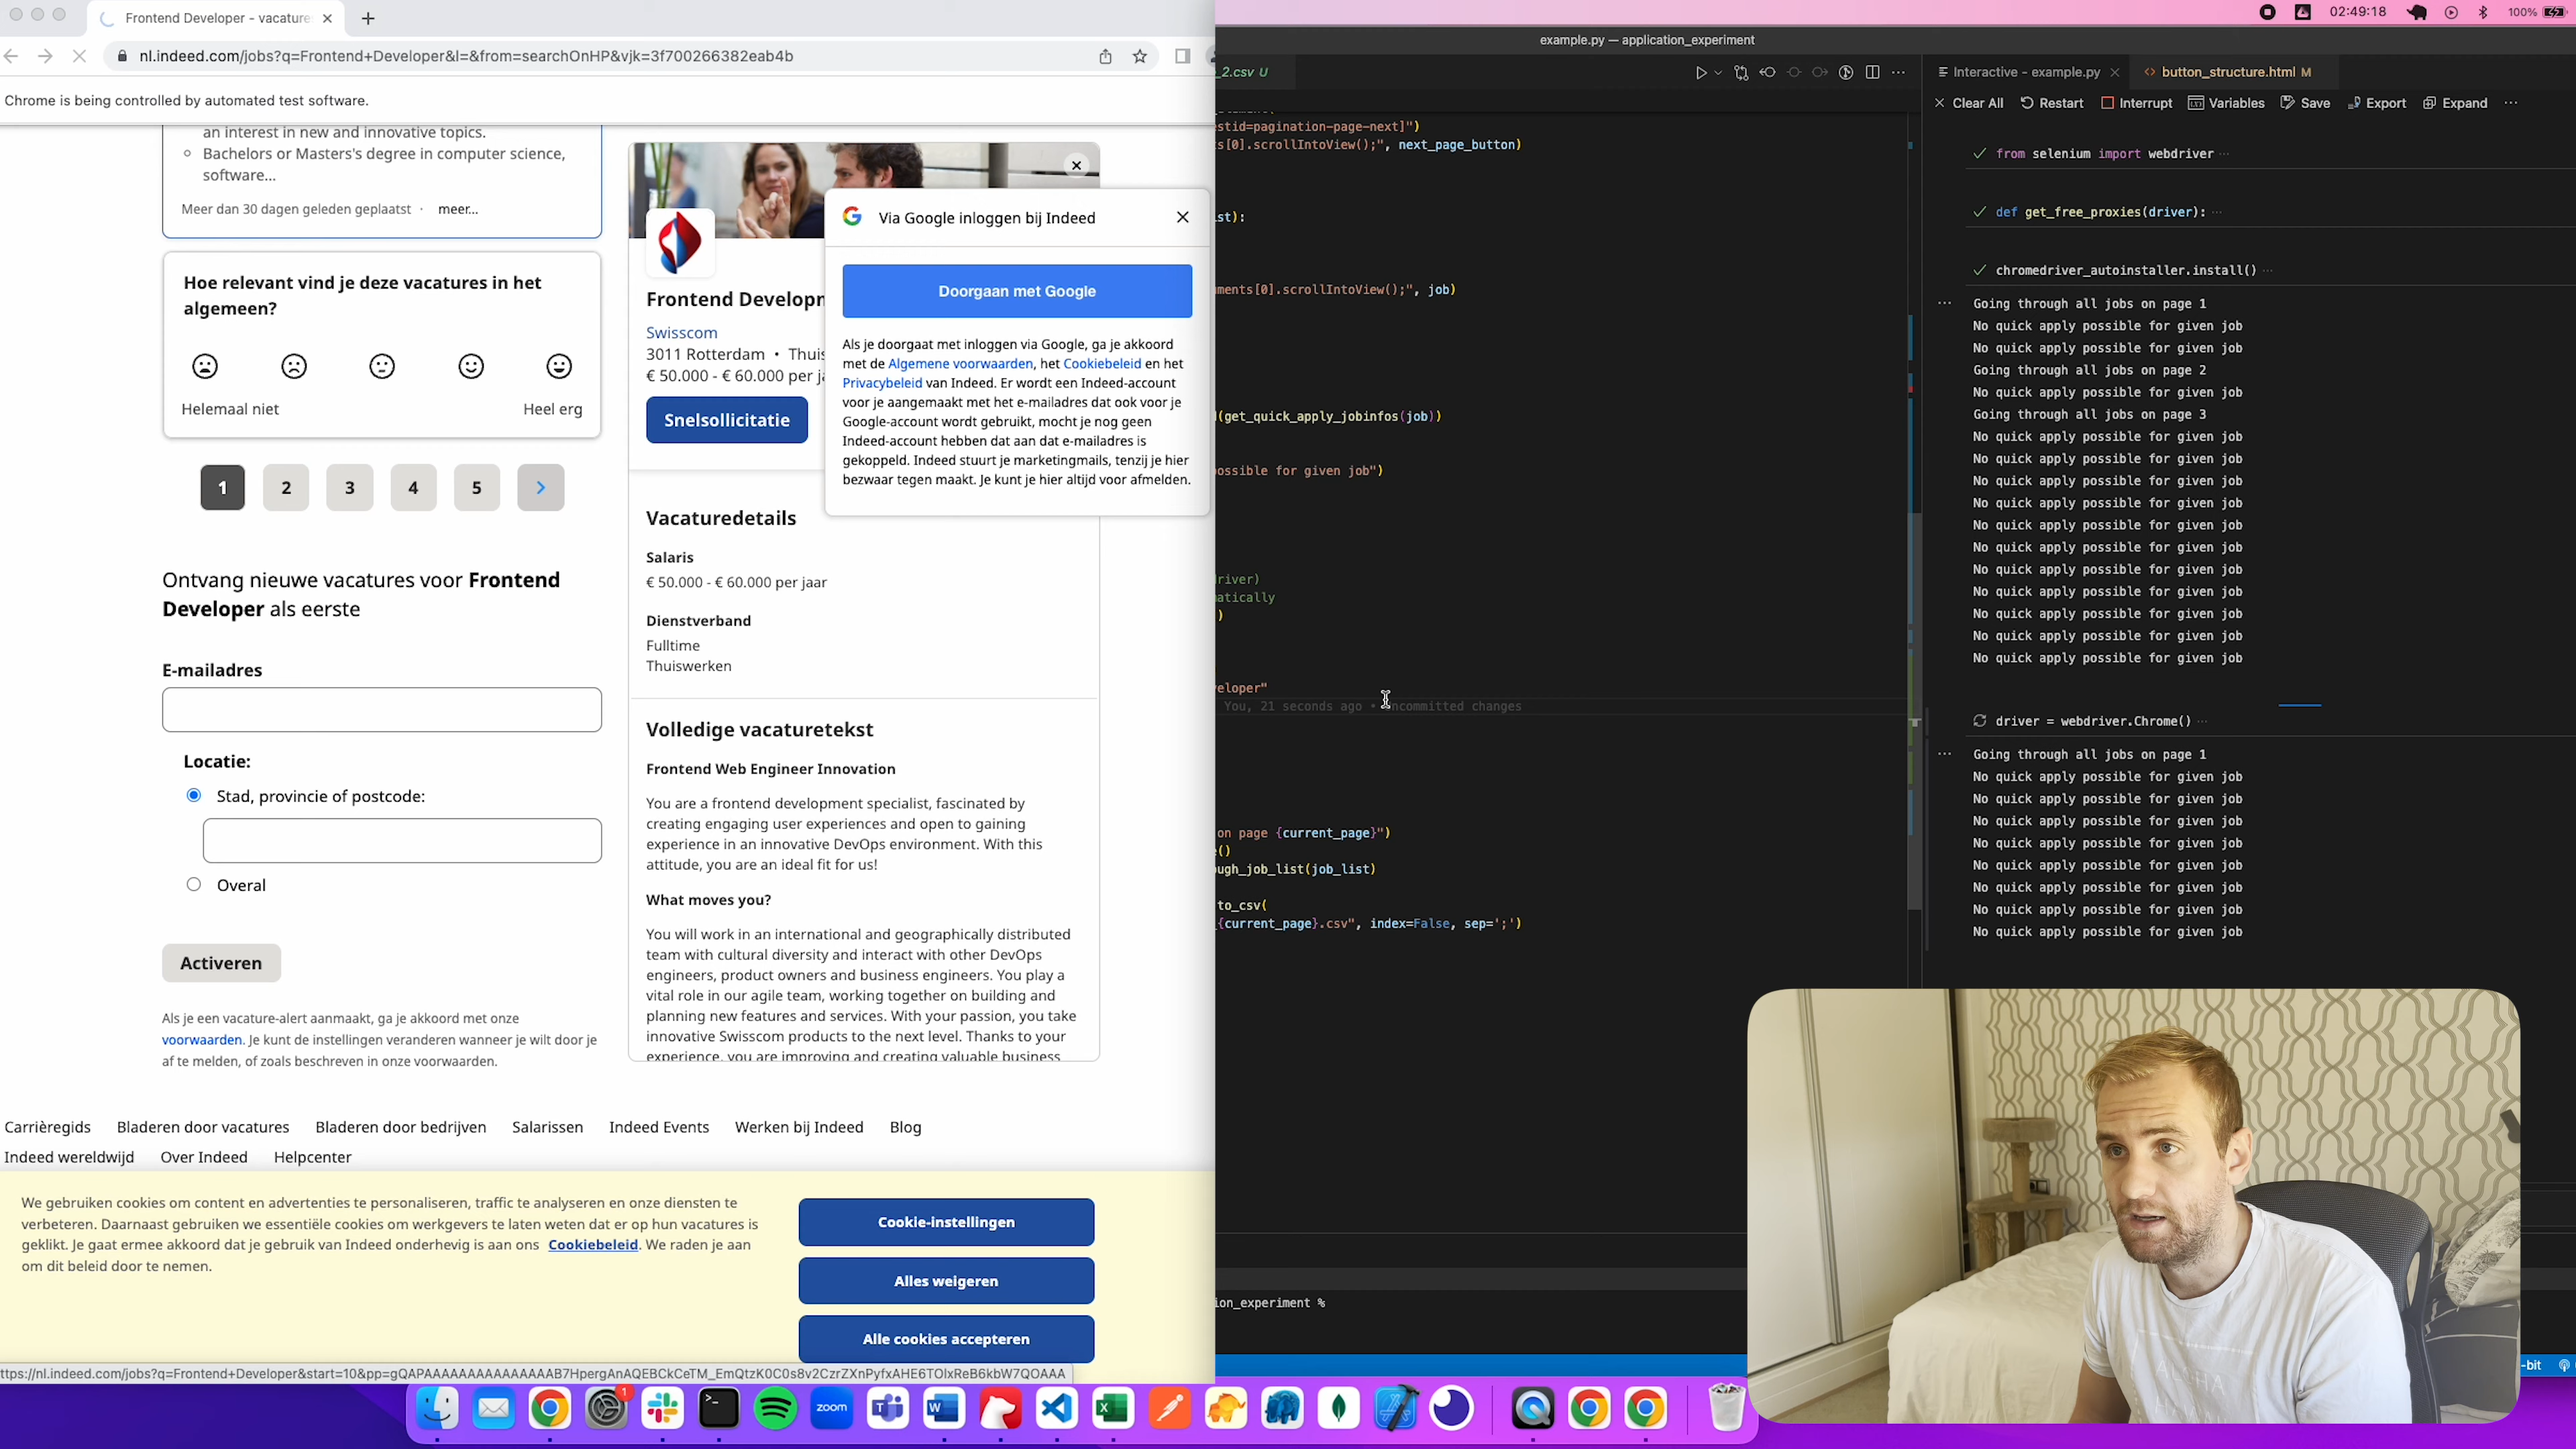 Frontend Developer - vacature
nl.indeed.com/jobs?q=Frontend+Developer&l=&from=searchOnHP&vjk=3f700266382eab4b
Chrome is being controlled by automated test software.
an interest in new and innovative topics.
Bachelors or Masters's degree in computer science,
software...
Meer dan 30 dagen geleden geplaatst · meer...
Hoe relevant vind je deze vacatures in het
algemeen?
Helemaal niet Heel erg
1 2 3 4 5
Ontvang nieuwe vacatures voor Frontend
Developer als eerste
E-mailadres
Locatie:
Stad, provincie of postcode:
Overal
Activeren
Als je een vacature-alert aanmaakt, ga je akkoord met onze
voorwaarden. Je kunt de instellingen veranderen wanneer je wilt door je
af te melden, of zoals beschreven in onze voorwaarden.
Frontend Develop
Swisscom
3011 Rotterdam • Thuis
€ 50.000 - € 60.000 per ja
Snelsollicitatie
Via Google inloggen bij Indeed
Doorgaan met Google
Als je doorgaat met inloggen via Google, ga je akkoord
met de Algemene voorwaarden, het Cookiebeleid en het
Privacybeleid van Indeed. Er wordt een Indeed-account
voor je aangemaakt met het e-mailadres dat ook voor je
Google-account wordt gebruikt, mocht je nog geen
Indeed-account hebben dat aan dat e-mailadres is
gekoppeld. Indeed stuurt je marketingmails, tenzij je hier
bezwaar tegen maakt. Je kunt je hier altijd voor afmelden.
Vacaturedetails
Salaris
€ 50.000 - € 60.000 per jaar
Dienstverband
Fulltime
Thuiswerken
Volledige vacaturetekst
Frontend Web Engineer Innovation
You are a frontend development specialist, fascinated by
creating engaging user experiences and open to gaining
experience in an innovative DevOps environment. With this
attitude, you are an ideal fit for us!
What moves you?
You will work in an international and geographically distributed
team with cultural diversity and interact with other DevOps
engineers, product owners and business engineers. You play a
vital role in our agile team, working together on building and
planning new features and services. With your passion, you take
innovative Swisscom products to the next level. Thanks to your
experience, you are improving and creating valuable business
Carrièregids Bladeren door vacatures Bladeren door bedrijven Salarissen Indeed Events Werken bij Indeed Blog
Indeed wereldwijd Over Indeed Helpcenter
We gebruiken cookies om content en advertenties te personaliseren, traffic te analyseren en onze diensten te
verbeteren. Daarnaast gebruiken we essentiële cookies om werkgevers te laten weten dat er op hun vacatures is
geklikt. Je gaat ermee akkoord dat je gebruik van Indeed onderhevig is aan ons Cookiebeleid. We raden je aan
om dit beleid door te nemen.
Cookie-instellingen
Alles weigeren
Alle cookies accepteren
02:49:18 100%
example.py — application_experiment
_2.csv U
Interactive - example.py button_structure.html M
Clear All Restart Interrupt Variables Save Export Expand ···
stid=pagination-page-next]")
ts[0].scrollIntoView();", next_page_button)
st):
ments[0].scrollIntoView();", job)
(get_quick_apply_jobinfos(job))
ossible for given job")
river)
atically
)
veloper"
You, 21 seconds ago • Uncommitted changes
on page {current_page}")
e()
ugh_job_list(job_list)
to_csv(
{current_page}.csv", index=False, sep=';')
ion_experiment %
from selenium import webdriver ···
def get_free_proxies(driver): ···
chromedriver_autoinstaller.install() ···
Going through all jobs on page 1
No quick apply possible for given job
No quick apply possible for given job
Going through all jobs on page 2
No quick apply possible for given job
Going through all jobs on page 3
No quick apply possible for given job
No quick apply possible for given job
No quick apply possible for given job
No quick apply possible for given job
No quick apply possible for given job
No quick apply possible for given job
No quick apply possible for given job
No quick apply possible for given job
No quick apply possible for given job
No quick apply possible for given job
No quick apply possible for given job
driver = webdriver.Chrome() ···
Going through all jobs on page 1
No quick apply possible for given job
No quick apply possible for given job
No quick apply possible for given job
No quick apply possible for given job
No quick apply possible for given job
No quick apply possible for given job
No quick apply possible for given job
No quick apply possible for given job
-bit
1
zoom